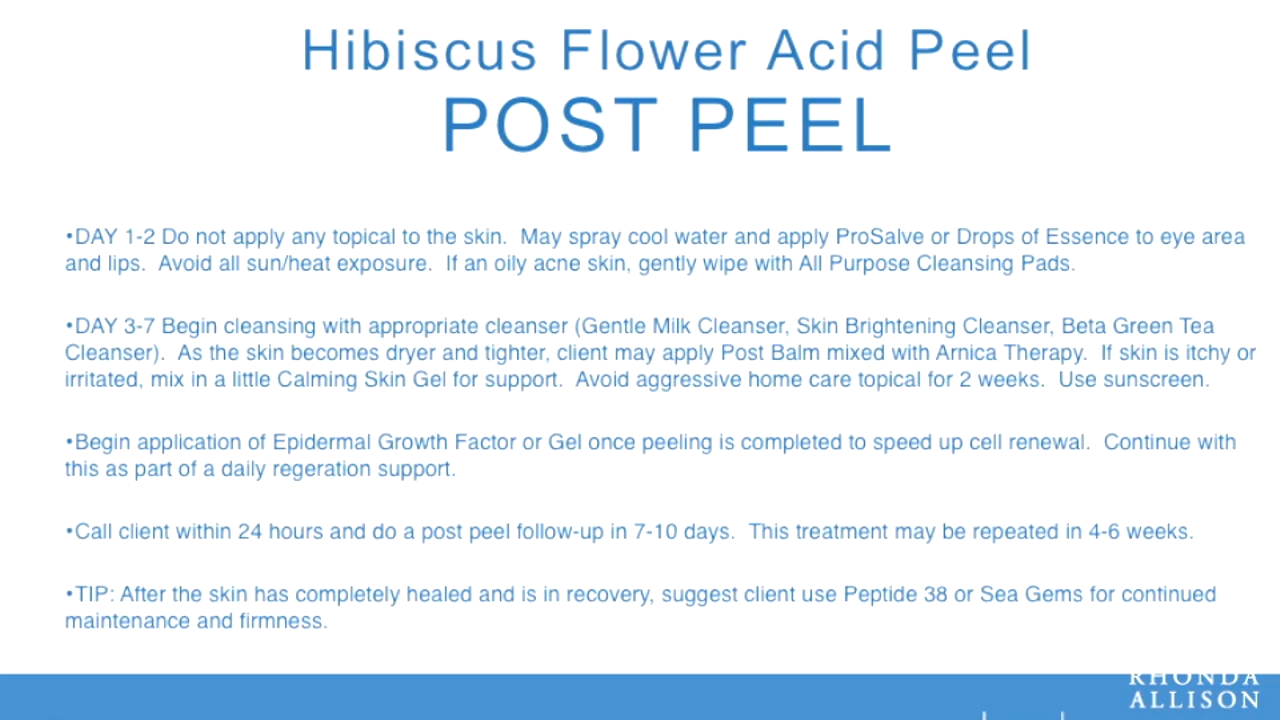 Hibiscus Flower Acid Peel
POST PEEL
•DAY 1-2 Do not apply any topical to the skin.  May spray cool water and apply ProSalve or Drops of Essence to eye area
and lips.  Avoid all sun/heat exposure.  If an oily acne skin, gently wipe with All Purpose Cleansing Pads.
•DAY 3-7 Begin cleansing with appropriate cleanser (Gentle Milk Cleanser, Skin Brightening Cleanser, Beta Green Tea
Cleanser).  As the skin becomes dryer and tighter, client may apply Post Balm mixed with Arnica Therapy.  If skin is itchy or
irritated, mix in a little Calming Skin Gel for support.  Avoid aggressive home care topical for 2 weeks.  Use sunscreen.
•Begin application of Epidermal Growth Factor or Gel once peeling is completed to speed up cell renewal.  Continue with
this as part of a daily regeration support.
•Call client within 24 hours and do a post peel follow-up in 7-10 days.  This treatment may be repeated in 4-6 weeks.
•TIP: After the skin has completely healed and is in recovery, suggest client use Peptide 38 or Sea Gems for continued
maintenance and firmness.
RHONDA
ALLISON